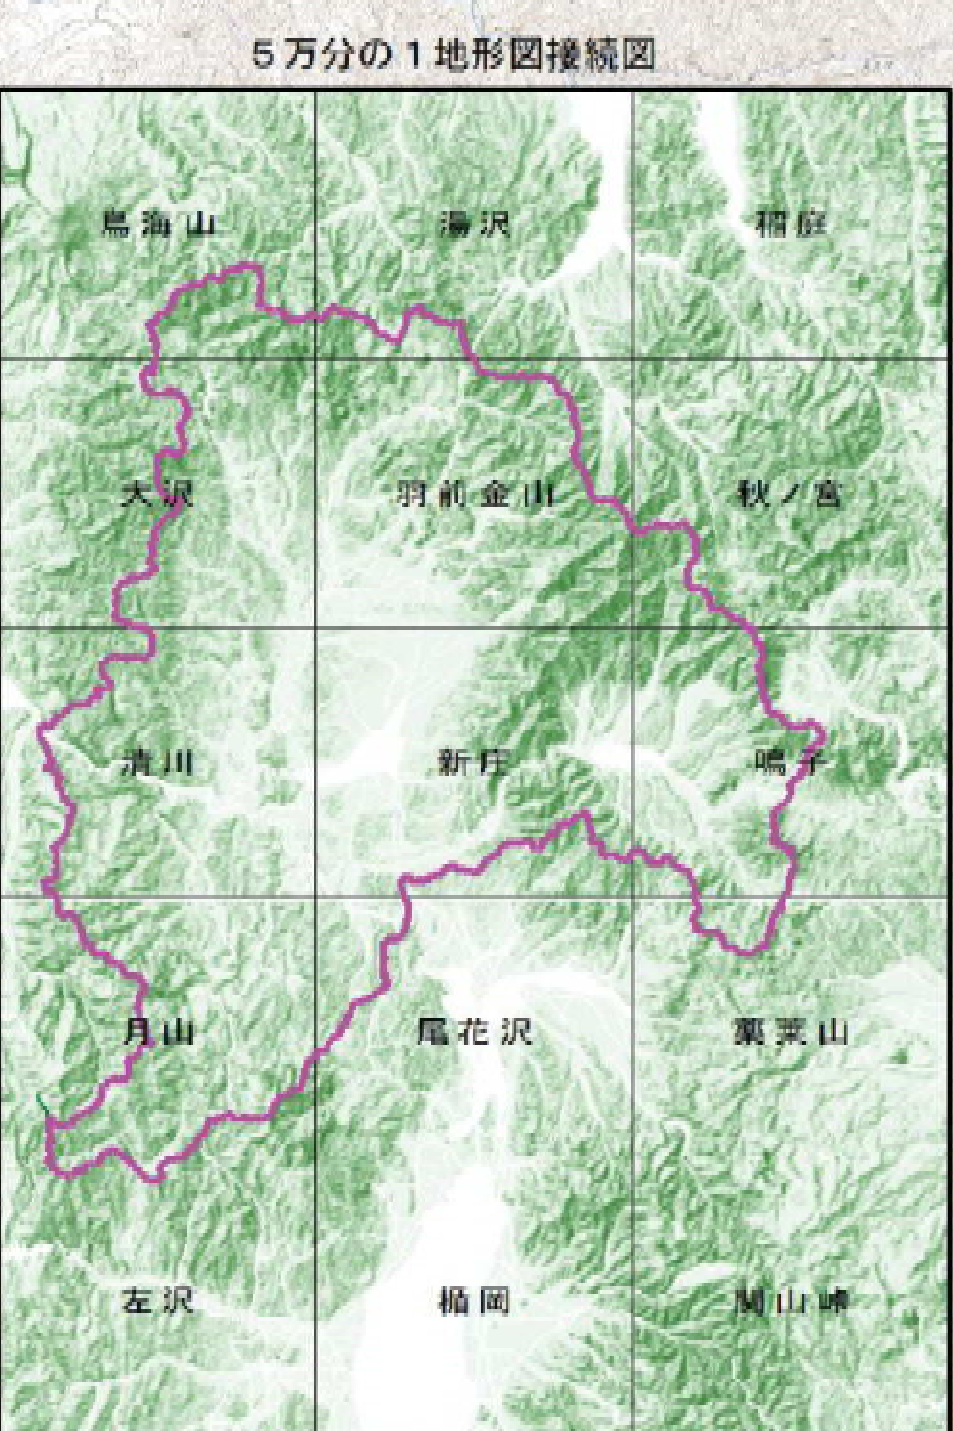 5万分の1地形図接続図
鳥海山 湯沢 稲庭
大沢 羽前金山 秋ノ宮
清川 新庄 鳴子
月山 尾花沢 薬莱山
左沢 楯岡 関山峠